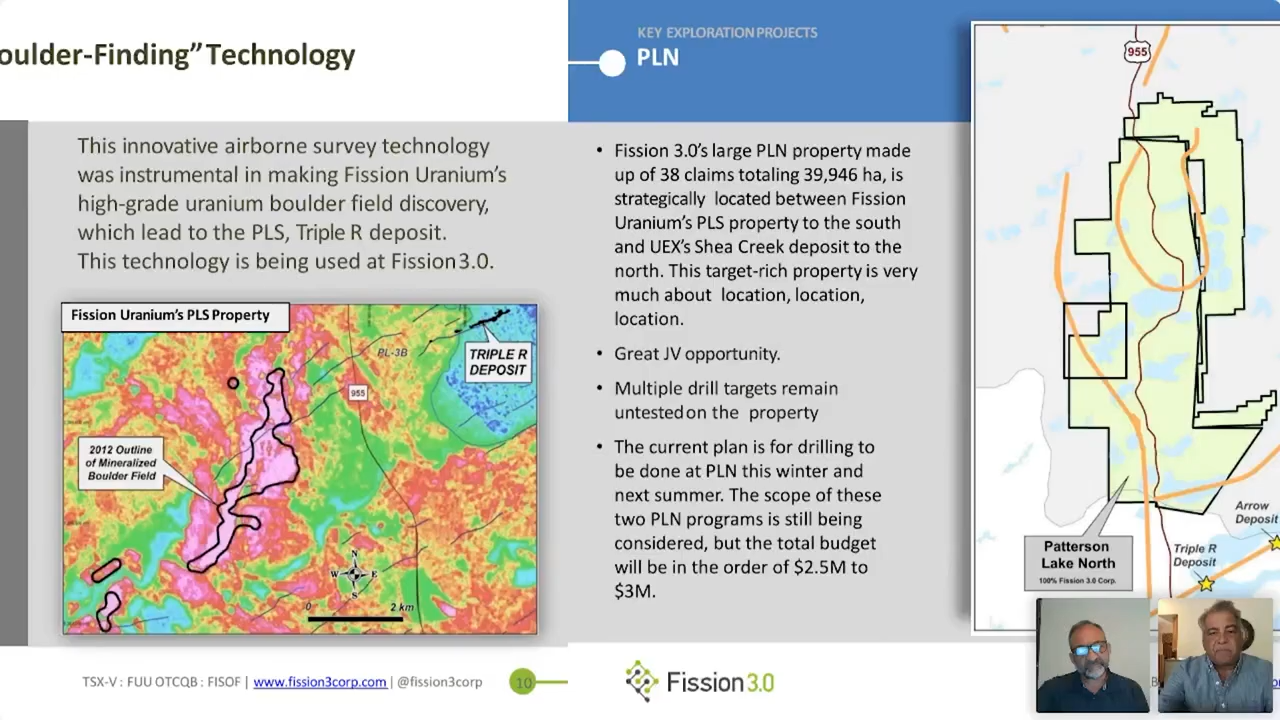 oulder-Finding" Technology
This innovative airborne survey technology
was instrumental in making Fission Uranium's
high-grade uranium boulder field discovery,
which lead to the PLS, Triple R deposit.
This technology is being used at Fission 3.0.
Fission Uranium's PLS Property
PL-3B
TRIPLE R
DEPOSIT
955
2012 Outline
of Mineralized
Boulder Field
N
W E
S
0 2 km
TSX-V : FUU OTCQB : FISOF | www.fission3corp.com | @fission3corp
10
KEY EXPLORATION PROJECTS
PLN
• Fission 3.0's large PLN property made
up of 38 claims totaling 39,946 ha, is
strategically located between Fission
Uranium's PLS property to the south
and UEX's Shea Creek deposit to the
north. This target-rich property is very
much about location, location,
location.
• Great JV opportunity.
• Multiple drill targets remain
untested on the property
• The current plan is for drilling to
be done at PLN this winter and
next summer. The scope of these
two PLN programs is still being
considered, but the total budget
will be in the order of $2.5M to
$3M.
Fission 3.0
955
Arrow
Deposit
Triple R
Deposit
Patterson
Lake North
100% Fission 3.0 Corp.